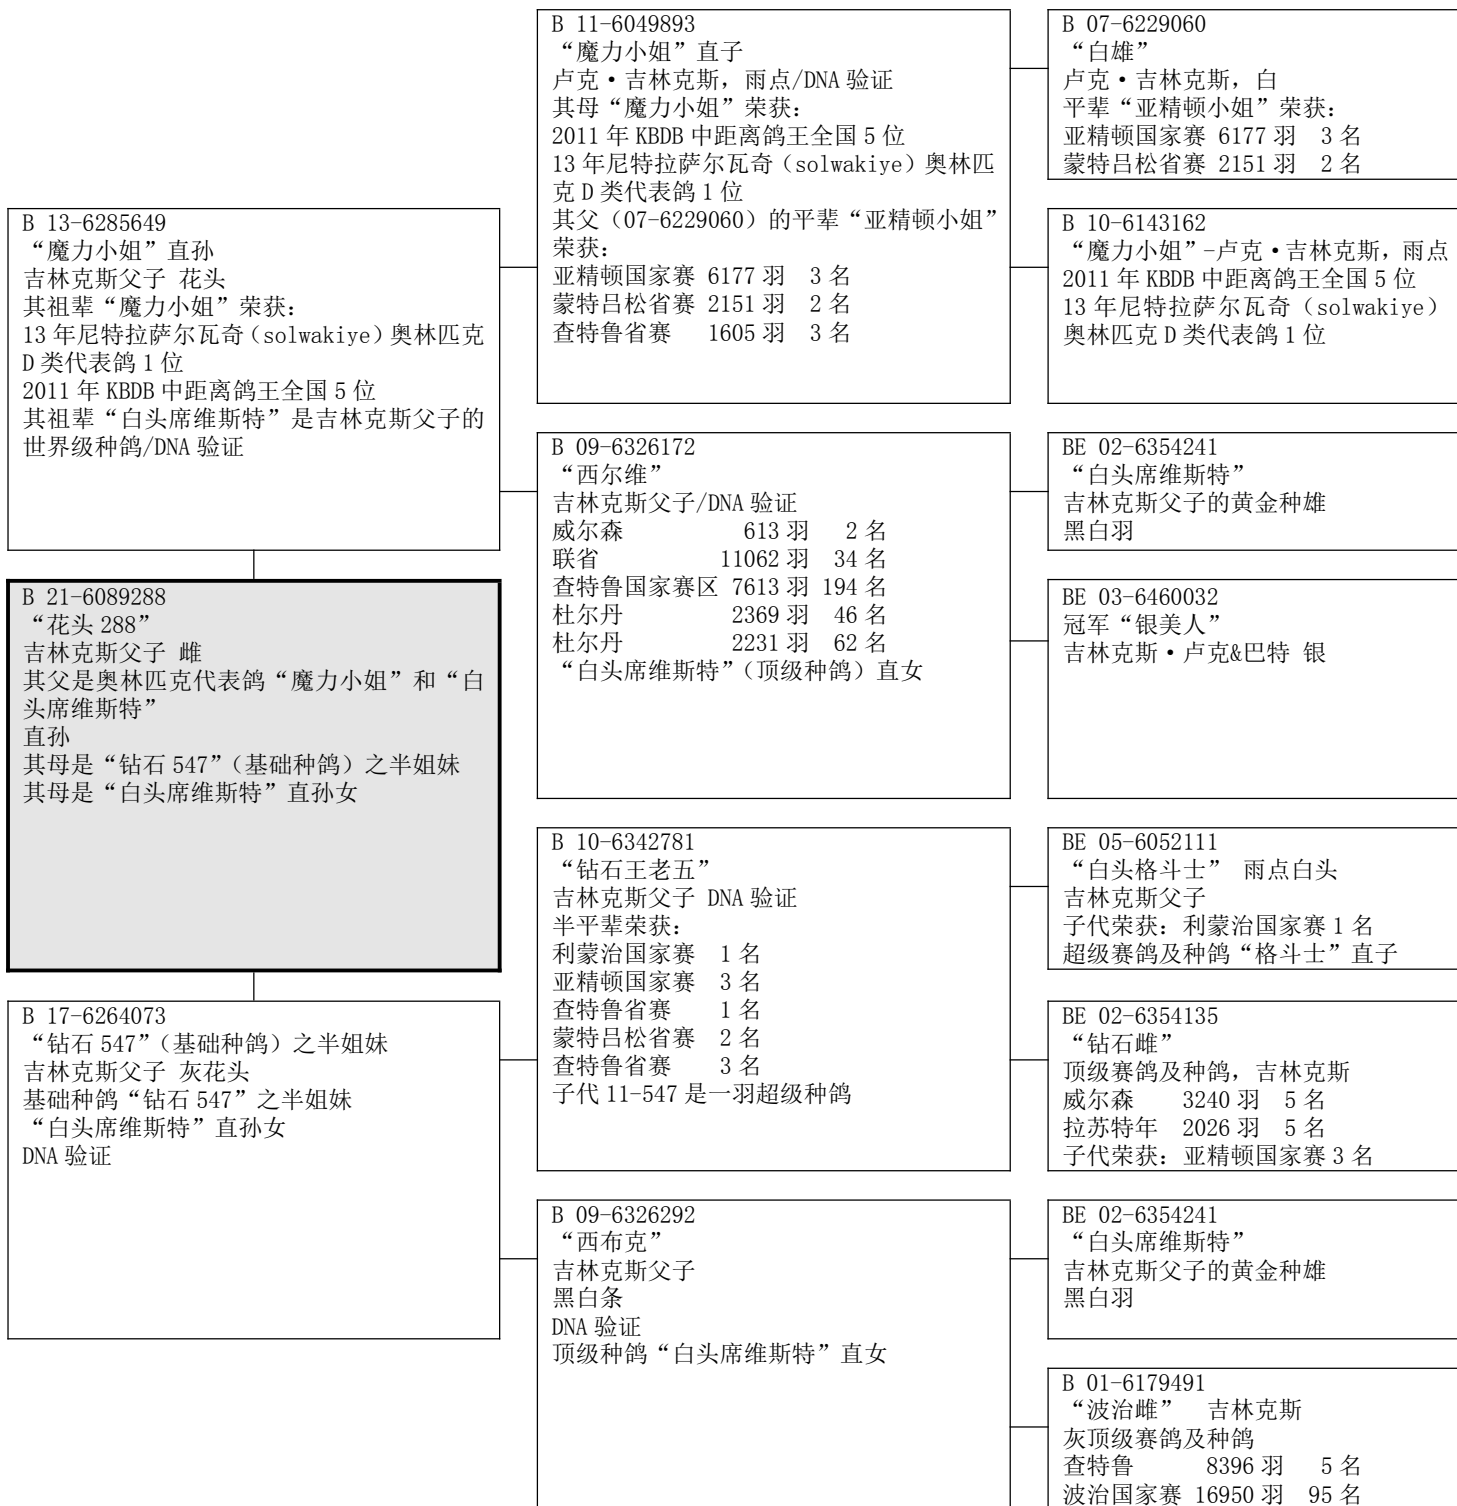 B 11-6049893
“魔力小姐”直子
卢克·吉林克斯，雨点/DNA 验证
其母“魔力小姐”荣获：
2011 年 KBDB 中距离鸽王全国 5 位
13 年尼特拉萨尔瓦奇（solwakiye）奥林匹
克 D 类代表鸽 1 位
其父（07-6229060）的平辈“亚精顿小姐”
荣获：
亚精顿国家赛 6177 羽 3 名
蒙特吕松省赛 2151 羽 2 名
查特鲁省赛 1605 羽 3 名
B 07-6229060
“白雄”
卢克·吉林克斯，白
平辈“亚精顿小姐”荣获：
亚精顿国家赛 6177 羽 3 名
蒙特吕松省赛 2151 羽 2 名
B 13-6285649
“魔力小姐”直孙
吉林克斯父子 花头
其祖辈“魔力小姐”荣获：
13 年尼特拉萨尔瓦奇（solwakiye）奥林匹克
D 类代表鸽 1 位
2011 年 KBDB 中距离鸽王全国 5 位
其祖辈“白头席维斯特”是吉林克斯父子的
世界级种鸽/DNA 验证
B 10-6143162
“魔力小姐”-卢克·吉林克斯，雨点
2011 年 KBDB 中距离鸽王全国 5 位
13 年尼特拉萨尔瓦奇（solwakiye）
奥林匹克 D 类代表鸽 1 位
B 09-6326172
“西尔维”
吉林克斯父子/DNA 验证
威尔森 613 羽 2 名
联省 11062 羽 34 名
查特鲁国家赛区 7613 羽 194 名
杜尔丹 2369 羽 46 名
杜尔丹 2231 羽 62 名
“白头席维斯特”（顶级种鸽）直女
BE 02-6354241
“白头席维斯特”
吉林克斯父子的黄金种雄
黑白羽
BE 03-6460032
冠军“银美人”
吉林克斯·卢克&巴特 银
B 21-6089288
“花头 288”
吉林克斯父子 雌
其父是奥林匹克代表鸽“魔力小姐”和“白
头席维斯特”
直孙
其母是“钻石 547”（基础种鸽）之半姐妹
其母是“白头席维斯特”直孙女
B 10-6342781
“钻石王老五”
吉林克斯父子 DNA 验证
半平辈荣获：
利蒙治国家赛 1 名
亚精顿国家赛 3 名
查特鲁省赛 1 名
蒙特吕松省赛 2 名
查特鲁省赛 3 名
子代 11-547 是一羽超级种鸽
BE 05-6052111
“白头格斗士” 雨点白头
吉林克斯父子
子代荣获：利蒙治国家赛 1 名
超级赛鸽及种鸽“格斗士”直子
B 17-6264073
“钻石 547”（基础种鸽）之半姐妹
吉林克斯父子 灰花头
基础种鸽“钻石 547”之半姐妹
“白头席维斯特”直孙女
DNA 验证
BE 02-6354135
“钻石雌”
顶级赛鸽及种鸽，吉林克斯
威尔森 3240 羽 5 名
拉苏特年 2026 羽 5 名
子代荣获：亚精顿国家赛 3 名
B 09-6326292
“西布克”
吉林克斯父子
黑白条
DNA 验证
顶级种鸽“白头席维斯特”直女
BE 02-6354241
“白头席维斯特”
吉林克斯父子的黄金种雄
黑白羽
B 01-6179491
“波治雌” 吉林克斯
灰顶级赛鸽及种鸽
查特鲁 8396 羽 5 名
波治国家赛 16950 羽 95 名